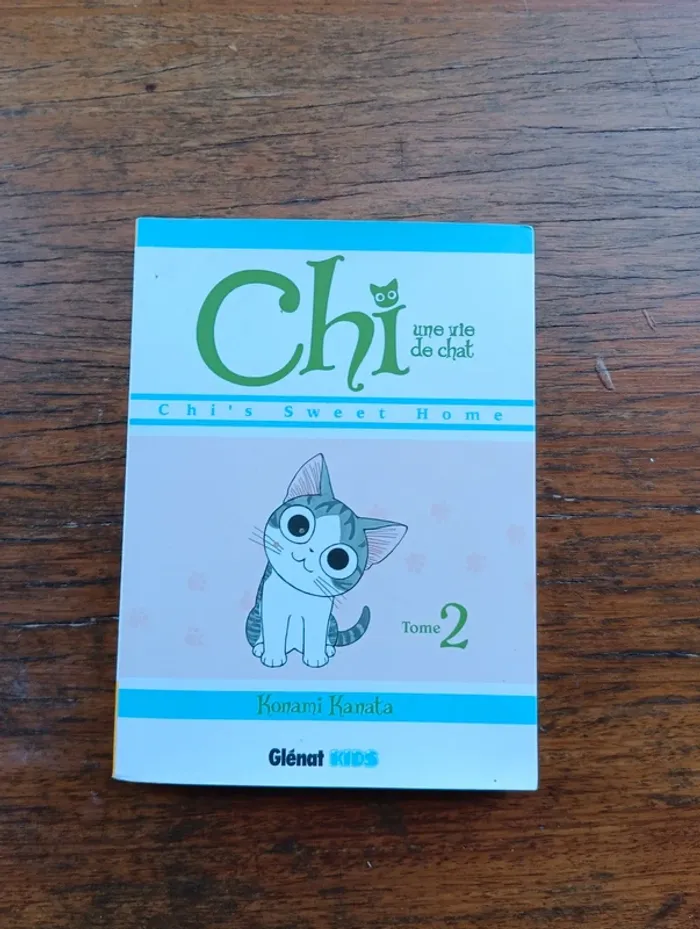 Chi
une vie
de chat
Chi's Sweet Home
Tome 2
Konami Kanata
Glénat KIDS